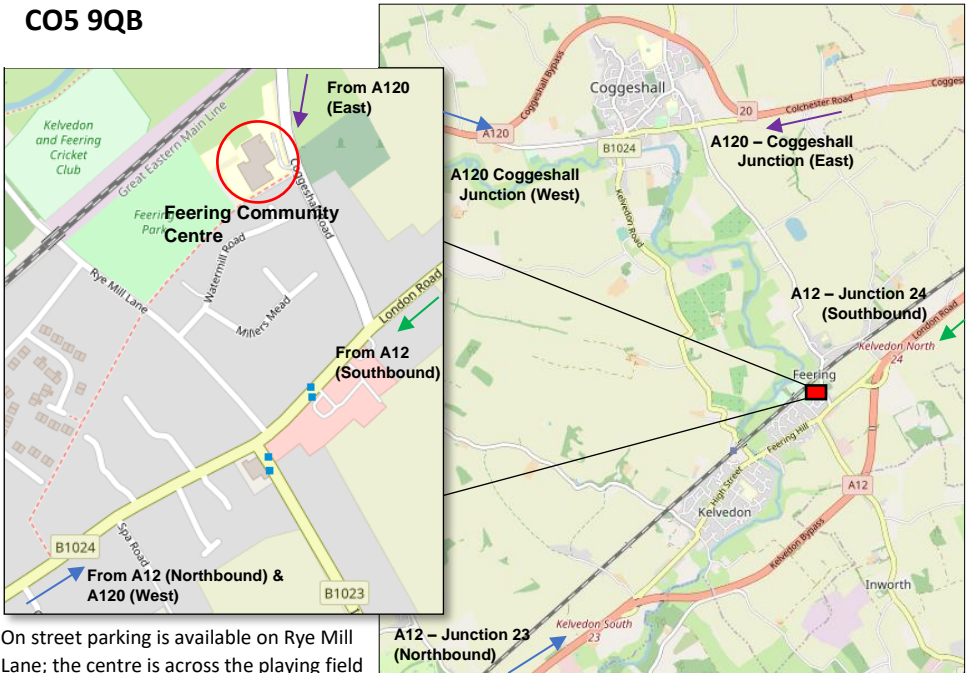 CO5 9QB
From A120
(East)
Kelvedon
and Feering
Cricket
Club
Great Eastern Main Line
Coggeshall Road
Feering Community
Centre
Feering
Park
Watermill Road
Rye Mill Lane
Millers Mead
London Road
From A12
(Southbound)
B1024
Spa Road
From A12 (Northbound) &
A120 (West)
B1023
On street parking is available on Rye Mill
Lane; the centre is across the playing field
Coggeshall Bypass
Coggeshall
A120
20
Colchester Road
Cogges
B1024
A120 – Coggeshall
Junction (East)
A120 Coggeshall
Junction (West)
Kelvedon Road
A12 – Junction 24
(Southbound)
London Road
Kelvedon North
24
Feering
Feering Hill
High Street
A12
Kelvedon
Kelvedon Bypass
Inworth
Kelvedon South
23
A12 – Junction 23
(Northbound)